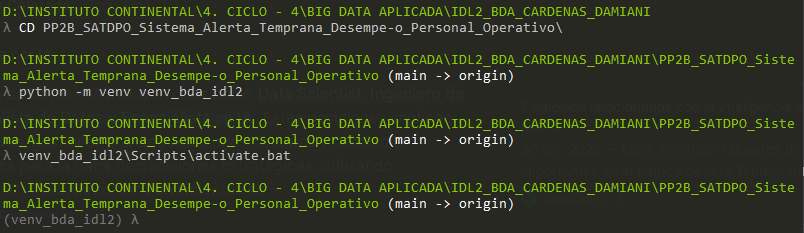 D:\INSTITUTO CONTINENTAL\4. CICLO - 4\BIG DATA APLICADA\IDL2_BDA_CARDENAS_DAMIANI
λ CD PP2B_SATDPO_Sistema_Alerta_Temprana_Desempe-o_Personal_Operativo\
D:\INSTITUTO CONTINENTAL\4. CICLO - 4\BIG DATA APLICADA\IDL2_BDA_CARDENAS_DAMIANI\PP2B_SATDPO_Siste
ma_Alerta_Temprana_Desempe-o_Personal_Operativo (main -> origin)
λ python -m venv venv_bda_idl2
D:\INSTITUTO CONTINENTAL\4. CICLO - 4\BIG DATA APLICADA\IDL2_BDA_CARDENAS_DAMIANI\PP2B_SATDPO_Siste
ma_Alerta_Temprana_Desempe-o_Personal_Operativo (main -> origin)
λ venv_bda_idl2\Scripts\activate.bat
D:\INSTITUTO CONTINENTAL\4. CICLO - 4\BIG DATA APLICADA\IDL2_BDA_CARDENAS_DAMIANI\PP2B_SATDPO_Siste
ma_Alerta_Temprana_Desempe-o_Personal_Operativo (main -> origin)
(venv_bda_idl2) λ